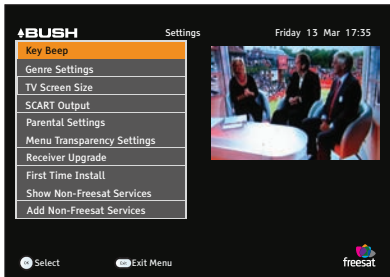 BUSH Settings Friday 13 Mar 17:35
Key Beep
Genre Settings
TV Screen Size
SCART Output
Parental Settings
Menu Transparency Settings
Receiver Upgrade
First Time Install
Show Non-Freesat Services
Add Non-Freesat Services
OK Select Exit Exit Menu
freesat